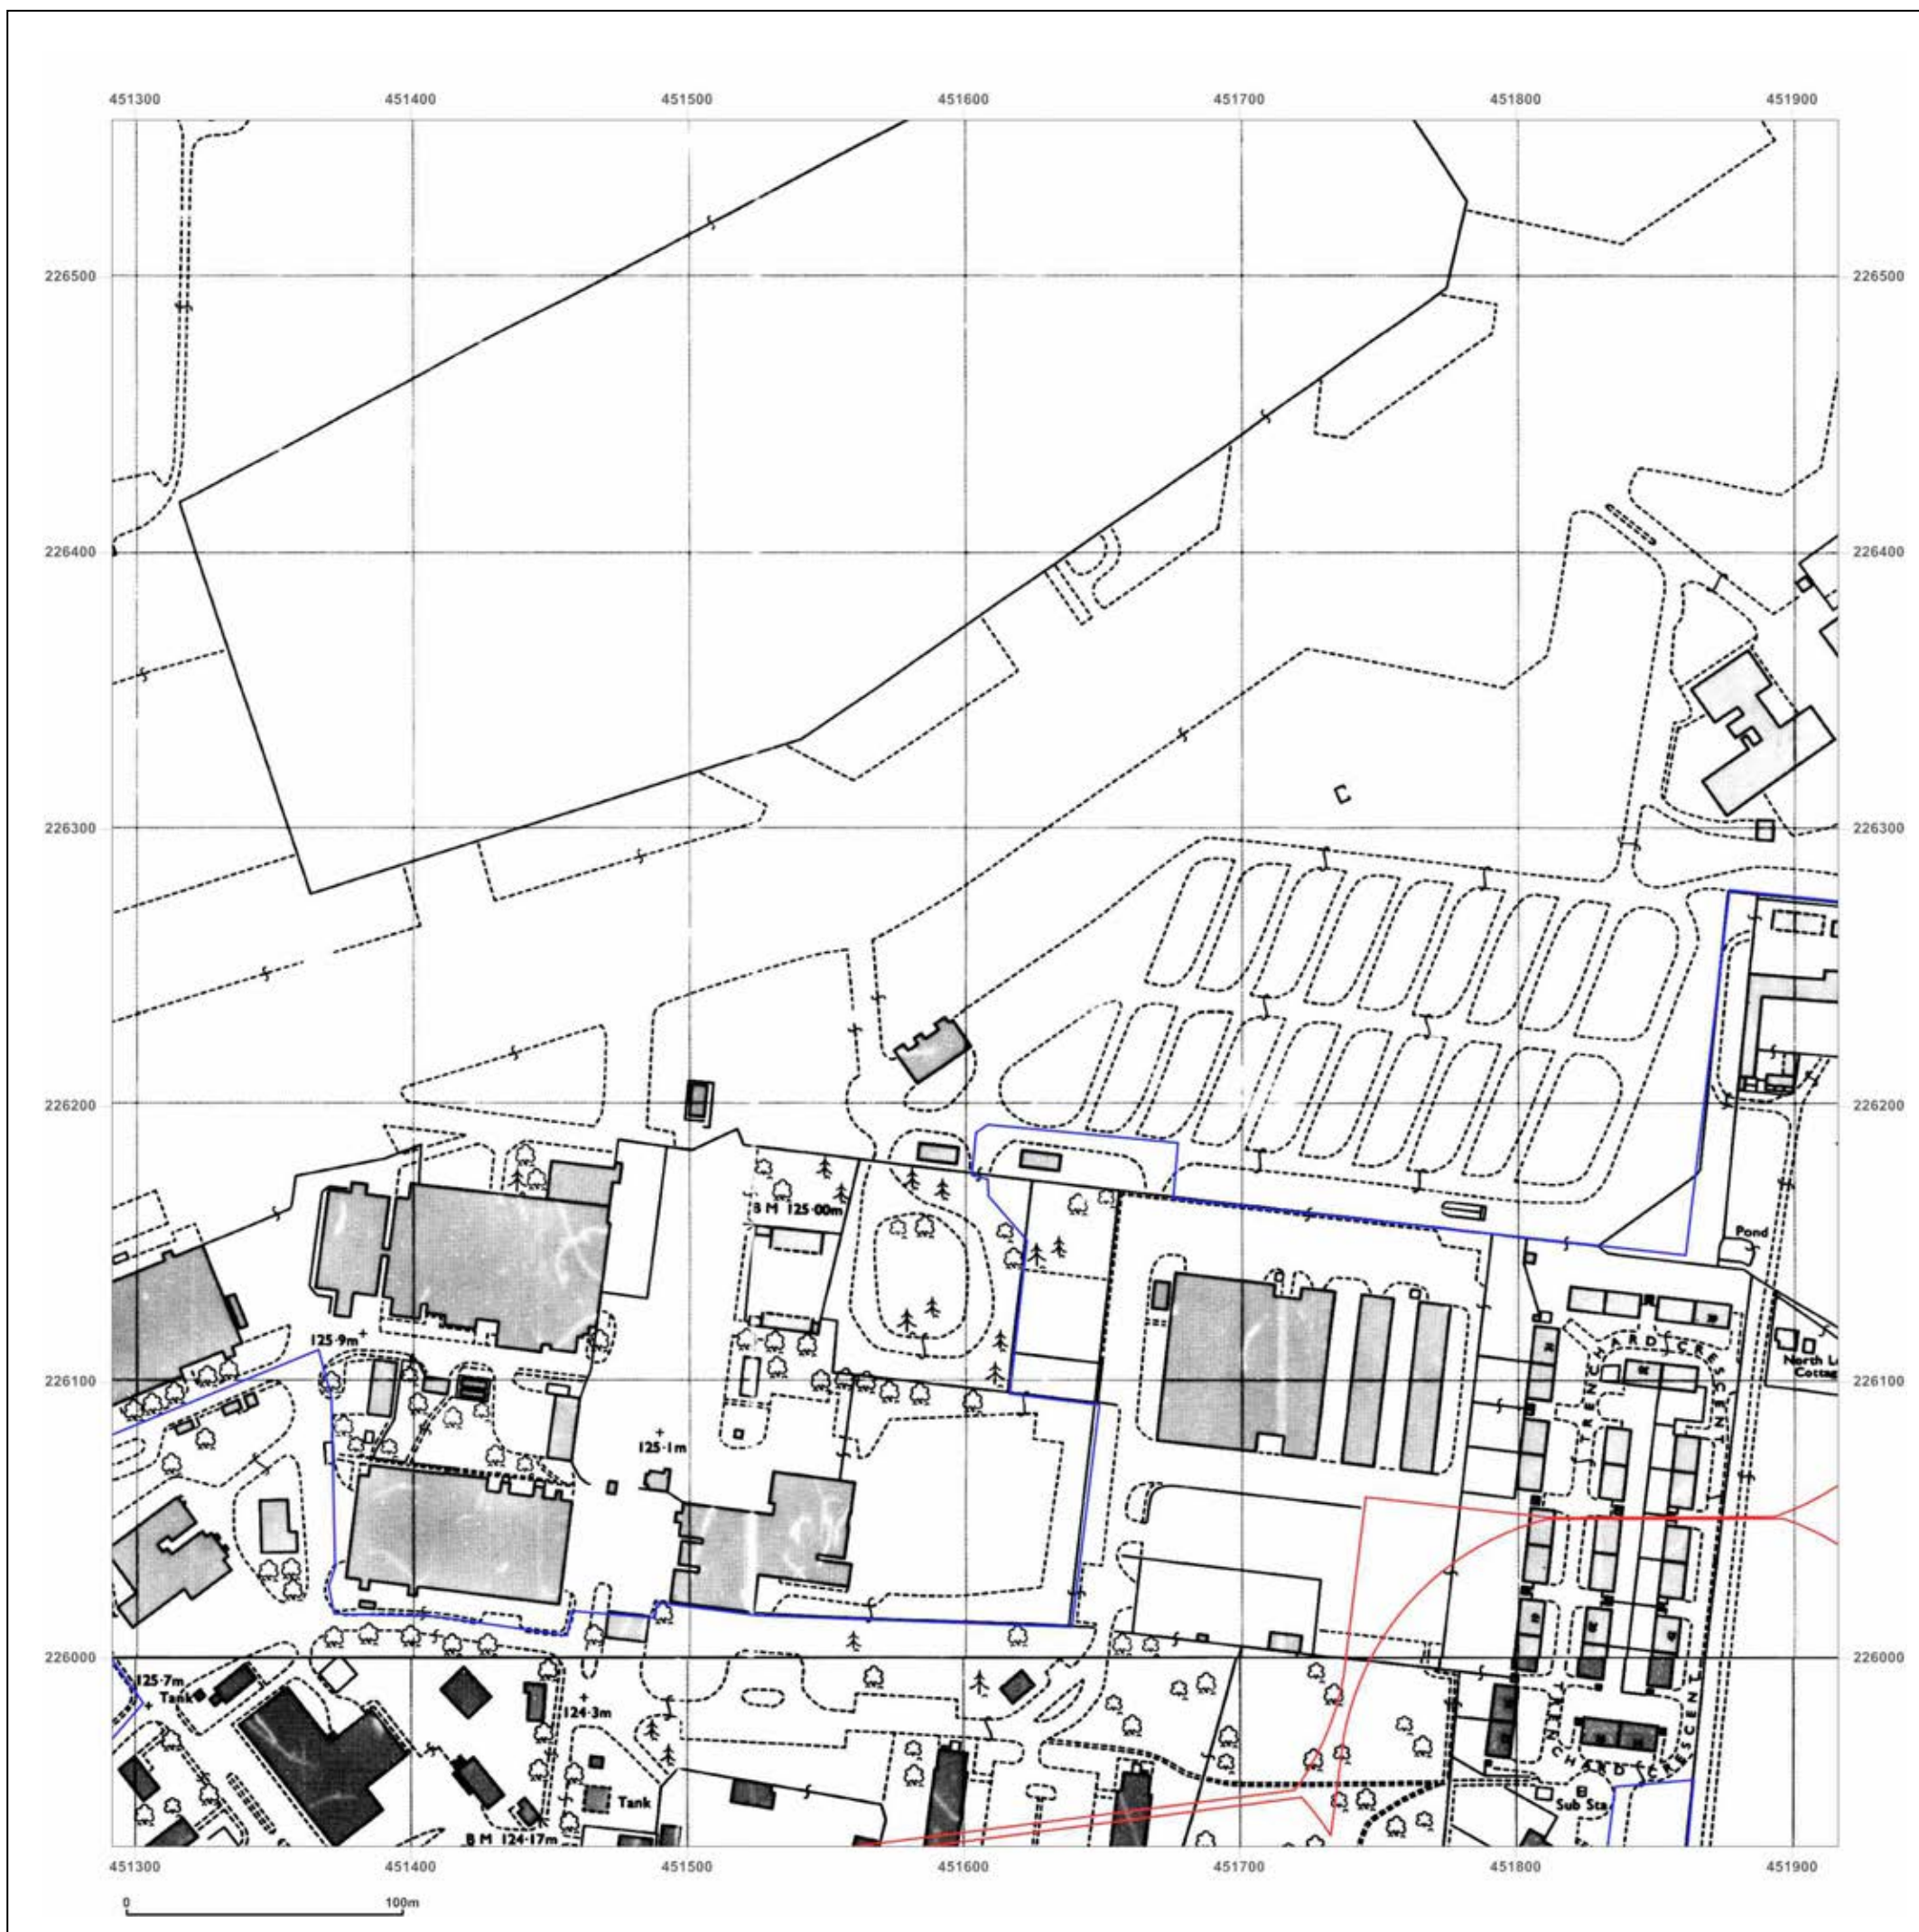 451300 451400 451500 451600 451700 451800 451900
226500 226500
226400 226400
226300 226300
226200 226200
B M 125·00m
Pond
125·9m
TRENCHARD CRESCENT
North L
Cottag
226100 226100
125·1m
226000 226000
125·7m
Tank
124·3m
TRENCHARD CRESCENT
Tank
Sub Sta
B M 124·17m
451300 451400 451500 451600 451700 451800 451900
0 100m